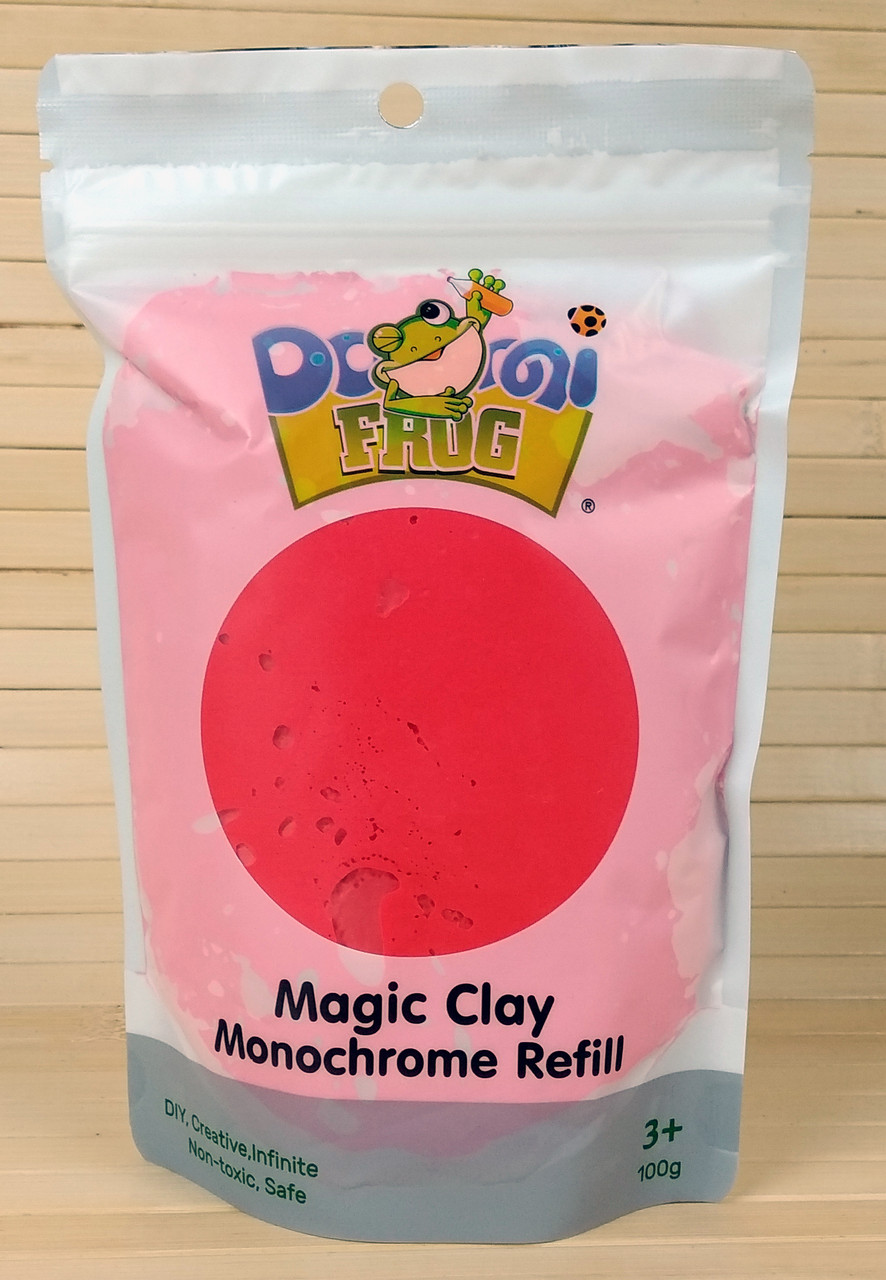 FROG
®
Magic Clay
Monochrome Refill
DIY, Creative,Infinite
Non-toxic, Safe
3+
100g